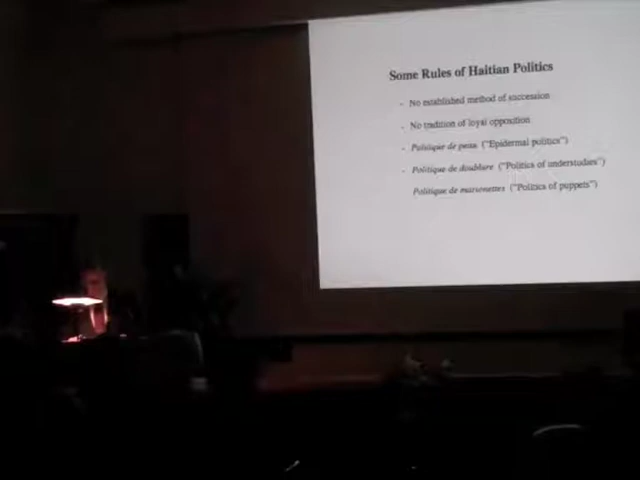 Some Rules of Haitian Politics
- No established method of succession
- No tradition of loyal opposition
- Politique de peau ("Epidermal politics")
- Politique de doublure ("Politics of understudies")
Politique de marionettes ("Politics of puppets")